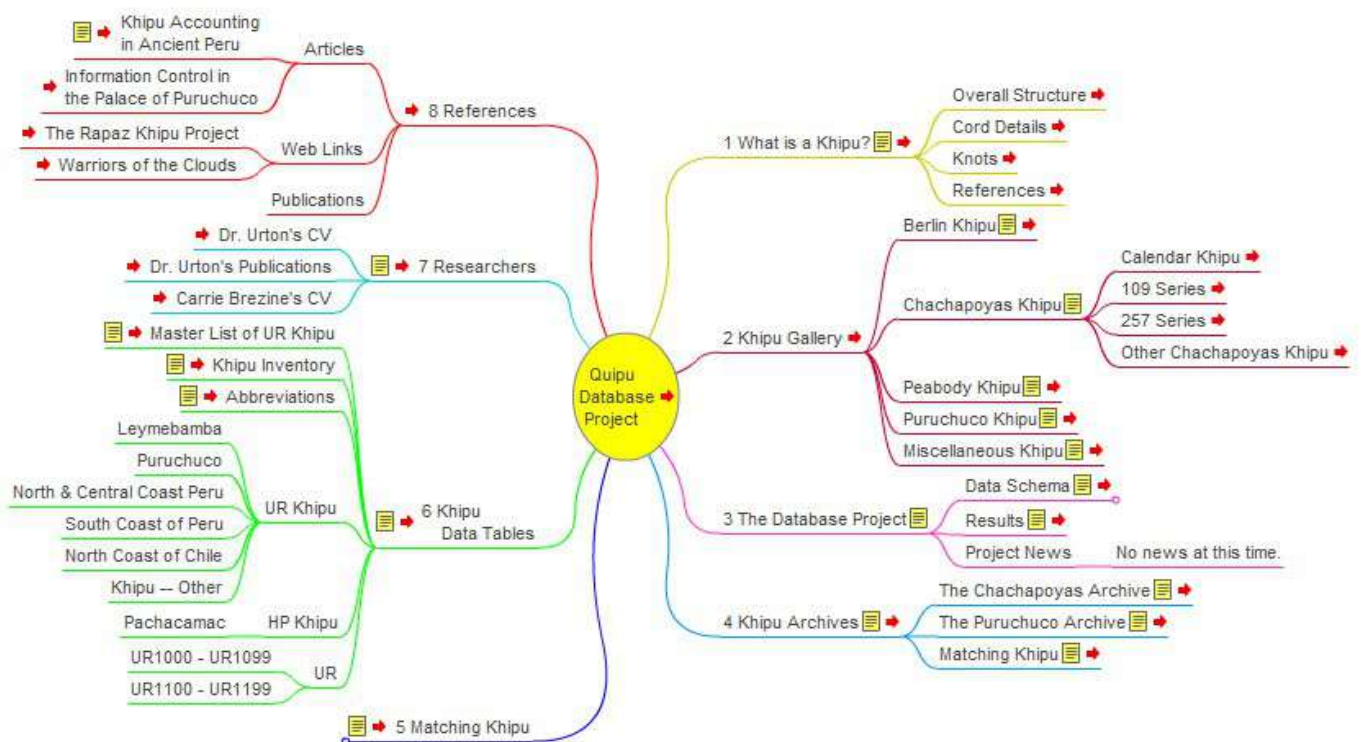 Quipu
Database
Project
1 What is a Khipu?
Overall Structure
Cord Details
Knots
References
2 Khipu Gallery
Berlin Khipu
Chachapoyas Khipu
Calendar Khipu
109 Series
257 Series
Other Chachapoyas Khipu
Peabody Khipu
Puruchuco Khipu
Miscellaneous Khipu
3 The Database Project
Data Schema
Results
Project News
No news at this time.
4 Khipu Archives
The Chachapoyas Archive
The Puruchuco Archive
Matching Khipu
5 Matching Khipu
6 Khipu
Data Tables
Master List of UR Khipu
Khipu Inventory
Abbreviations
UR Khipu
Leymebamba
Puruchuco
North & Central Coast Peru
South Coast of Peru
North Coast of Chile
Khipu -- Other
HP Khipu
Pachacamac
UR
UR1000 - UR1099
UR1100 - UR1199
7 Researchers
Dr. Urton's CV
Dr. Urton's Publications
Carrie Brezine's CV
8 References
Articles
Khipu Accounting
in Ancient Peru
Information Control in
the Palace of Puruchuco
Web Links
The Rapaz Khipu Project
Warriors of the Clouds
Publications